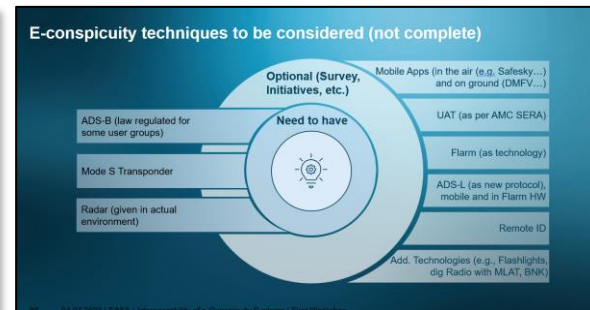 E-conspicuity techniques to be considered (not complete)
Optional (Survey,
Initiatives, etc.)
Need to have
ADS-B (law regulated for
some user groups)
Mode S Transponder
Radar (given in actual
environment)
Mobile Apps (in the air (e.g. Safesky...)
and on ground (DMFV...)
UAT (as per AMC SERA)
Flarm (as technology)
ADS-L (as new protocol),
mobile and in Flarm HW
Remote ID
Add. Technologies (e.g., Flashlights,
dig Radio with MLAT, BNK)